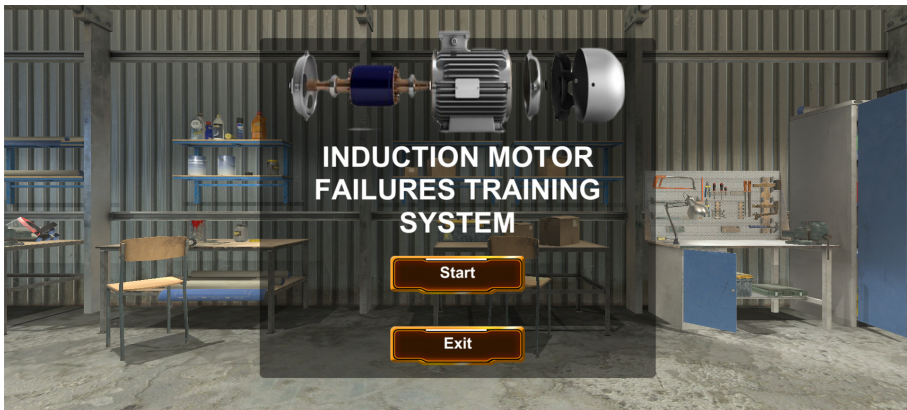 INDUCTION MOTOR
FAILURES TRAINING
SYSTEM
Start
Exit